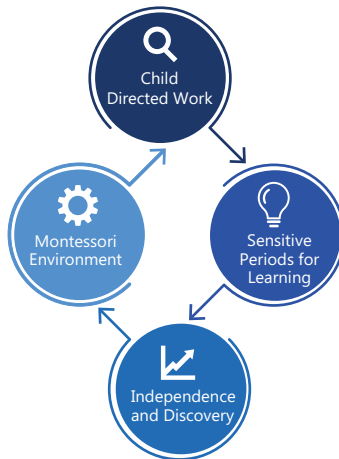 Child
Directed Work
Sensitive
Periods for
Learning
Independence
and Discovery
Montessori
Environment